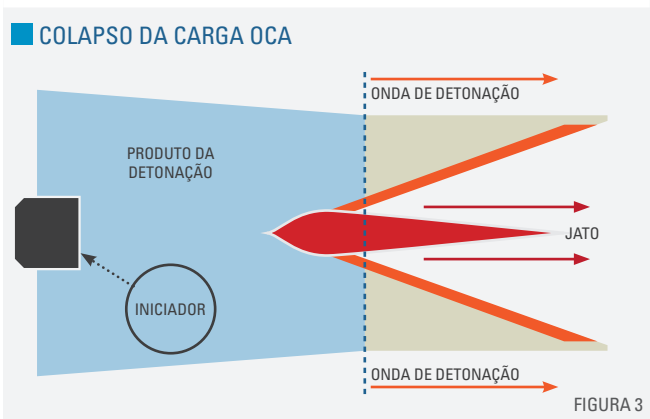 COLAPSO DA CARGA OCA
ONDA DE DETONAÇÃO
PRODUTO DA
DETONAÇÃO
JATO
INICIADOR
ONDA DE DETONAÇÃO
FIGURA 3